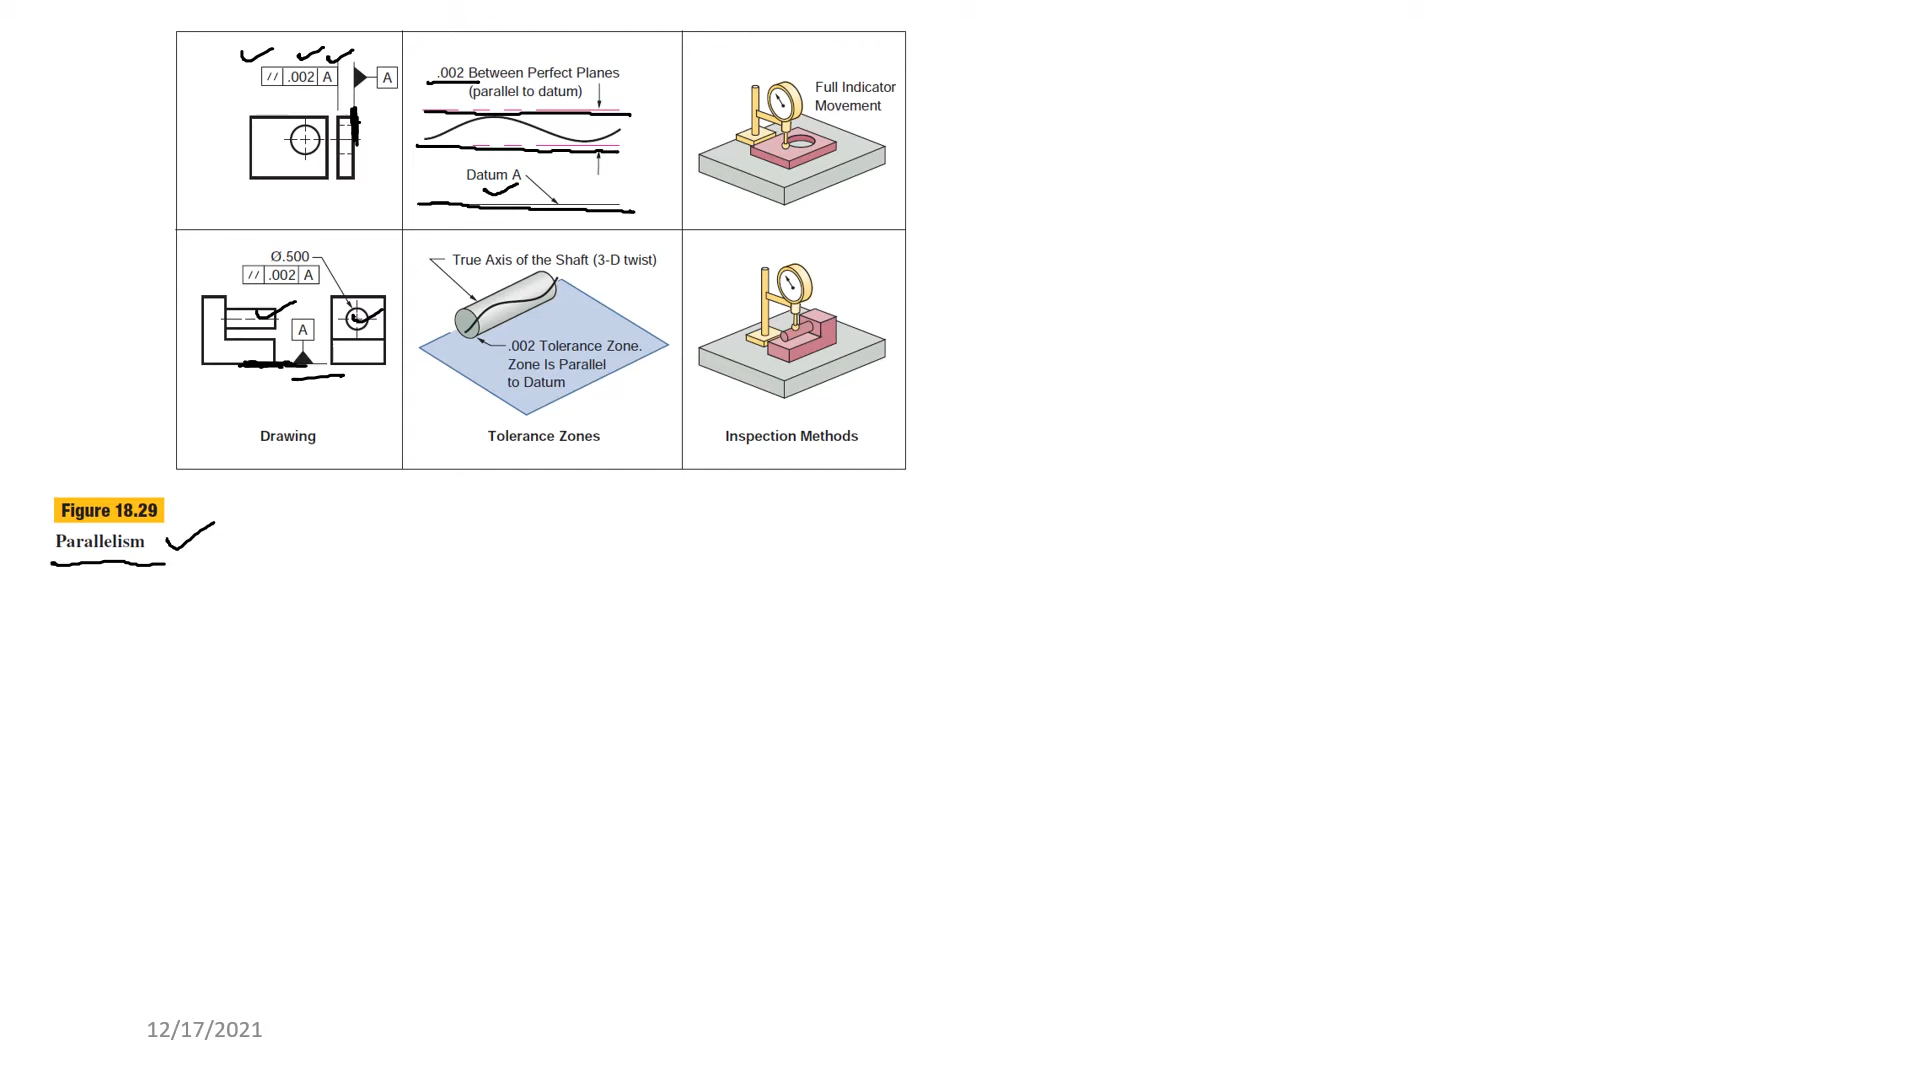 // .002 A
A
.002 Between Perfect Planes
(parallel to datum)
Datum A
Full Indicator
Movement
Ø.500
// .002 A
A
True Axis of the Shaft (3-D twist)
.002 Tolerance Zone.
Zone Is Parallel
to Datum
Drawing
Tolerance Zones
Inspection Methods
Figure 18.29
Parallelism
12/17/2021